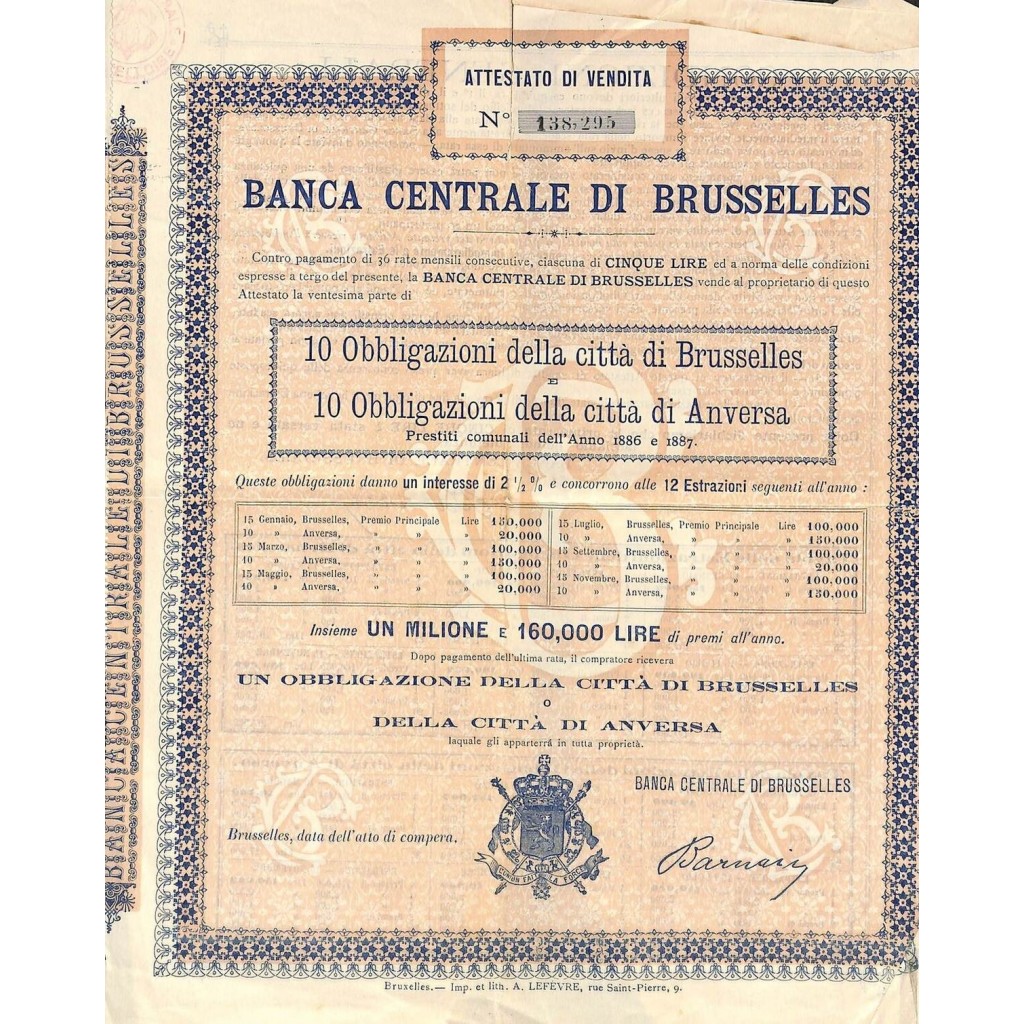 ATTESTATO DI VENDITA
N° 138,295
BANCA CENTRALE DI BRUSSELLES
Contro pagamento di 36 rate mensili consecutive, ciascuna di CINQUE LIRE ed a norma delle condizioni
espresse a tergo del presente, la BANCA CENTRALE DI BRUSSELLES vende al proprietario di questo
Attestato la ventesima parte di
10 Obbligazioni della città di Brusselles
E
10 Obbligazioni della città di Anversa
Prestiti comunali dell'Anno 1886 e 1887.
Queste obbligazioni danno un interesse di 2 1/2 % e concorrono alle 12 Estrazioni seguenti all'anno :
15 Gennaio, Brusselles, Premio Principale Lire 150,000
10 » Anversa, » » » 20,000
15 Marzo, Brusselles, » » » 100,000
10 » Anversa, » » » 150,000
15 Maggio, Brusselles, » » » 100,000
10 » Anversa, » » » 20,000
15 Luglio, Brusselles, Premio Principale Lire 100,000
10 » Anversa, » » » 150,000
15 Settembre, Brusselles, » » » 100,000
10 » Anversa, » » » 20,000
15 Novembre, Brusselles, » » » 100,000
10 » Anversa, » » » 150,000
Insieme UN MILIONE E 160,000 LIRE di premi all'anno.
Dopo pagamento dell'ultima rata, il compratore riceverà
UN OBBLIGAZIONE DELLA CITTÀ DI BRUSSELLES
O
DELLA CITTÀ DI ANVERSA
laquale gli apparterrà in tutta proprietà.
BANCA CENTRALE DI BRUSSELLES
Brusselles, data dell'atto di compera.
Bruxelles.— Imp. et lith. A. LEFÈVRE, rue Saint-Pierre, 9.
BANCA CENTRALE DI BRUSSELLES